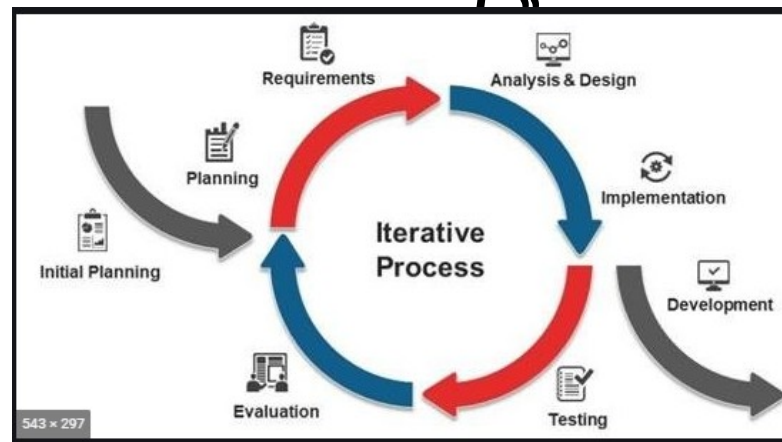 Requirements
Analysis & Design
Planning
Implementation
Iterative
Process
Initial Planning
Development
Evaluation
Testing
543 × 297